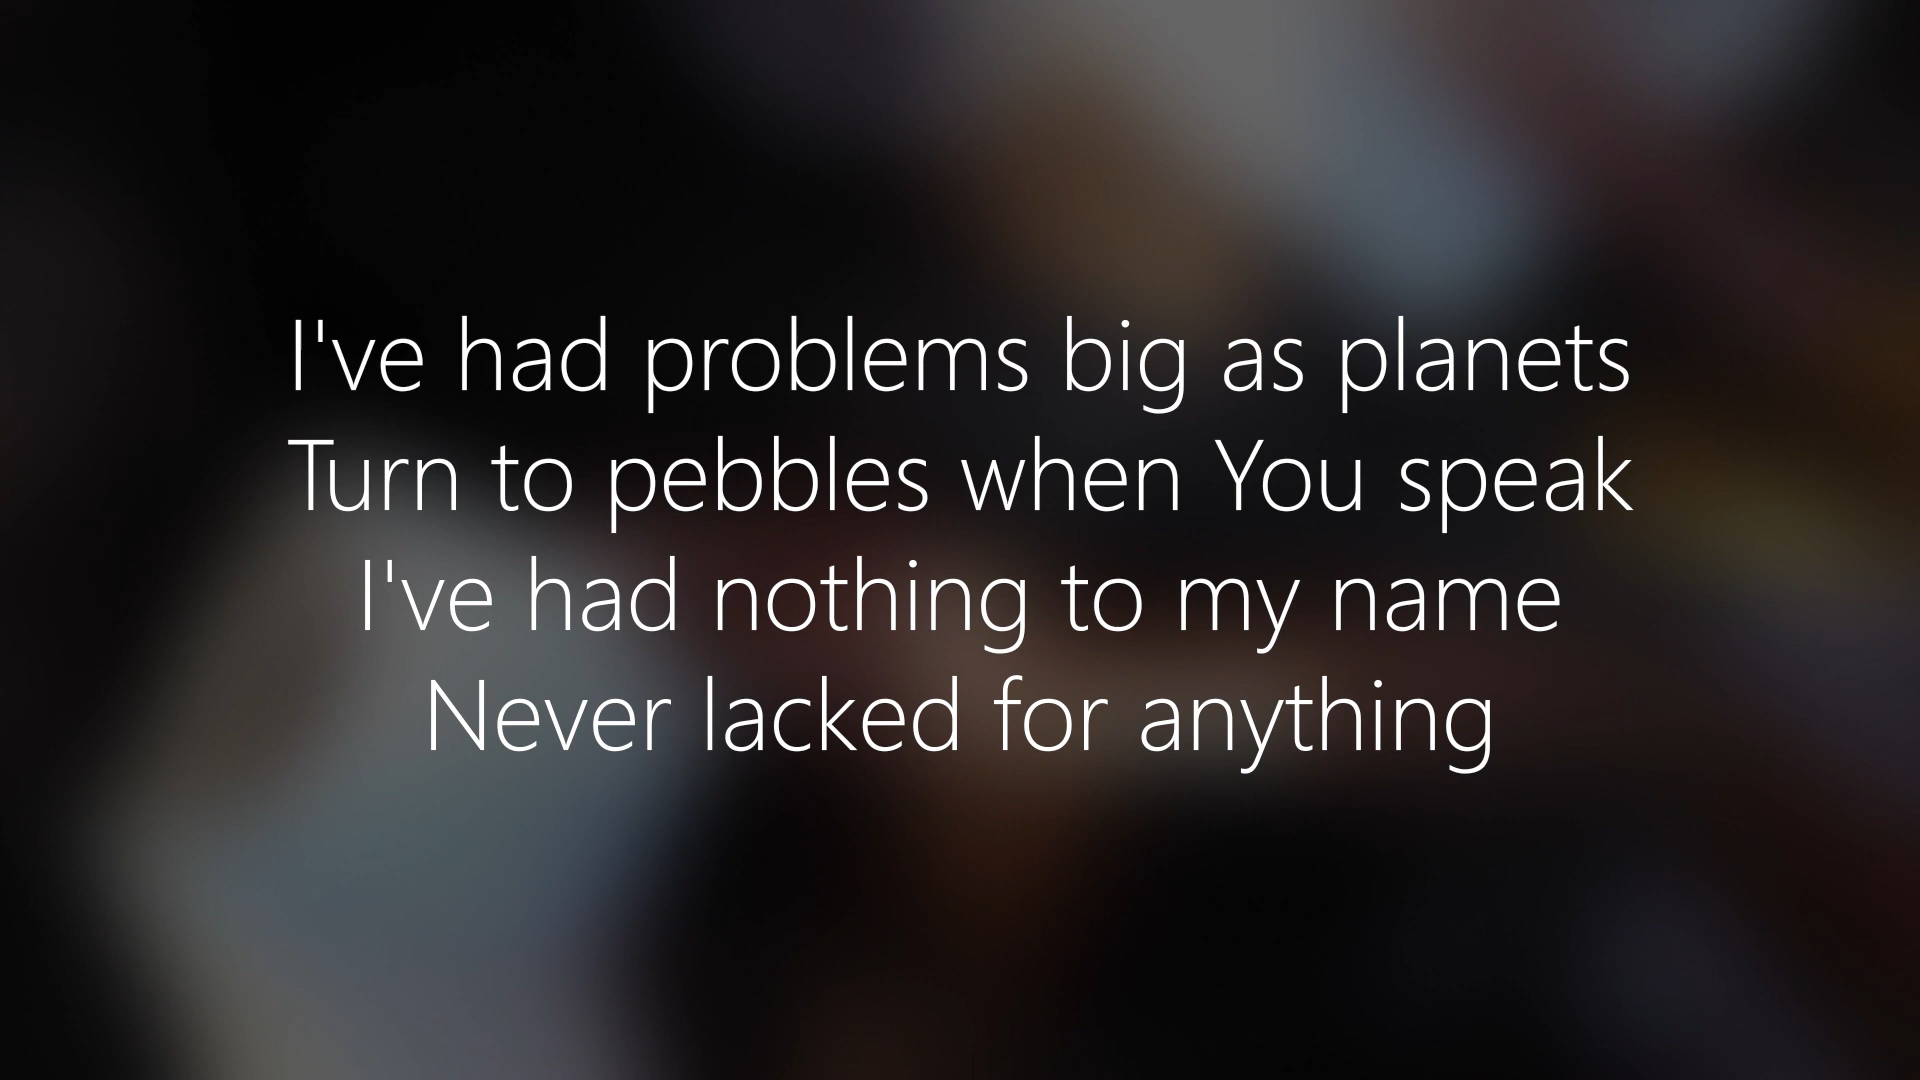 I've had problems big as planets
Turn to pebbles when You speak
I've had nothing to my name
Never lacked for anything